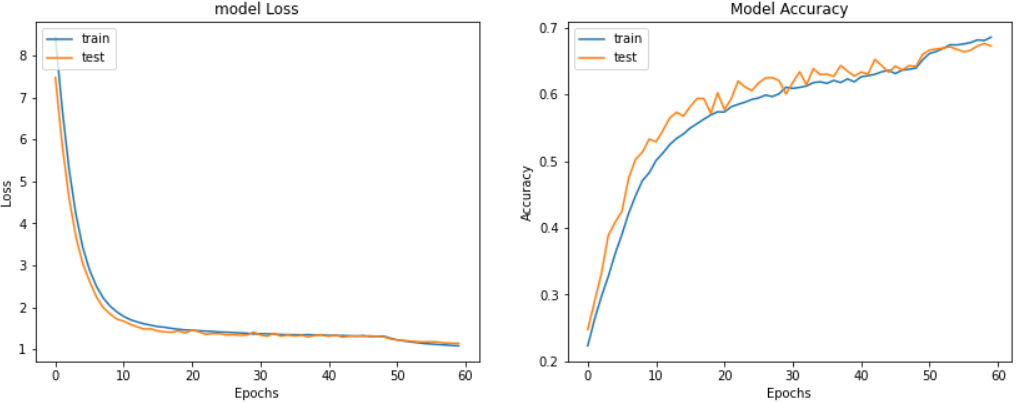 model Loss
train
test
8
7
6
5
4
3
2
1
Loss
0 10 20 30 40 50 60
Epochs
Model Accuracy
train
test
0.7
0.6
0.5
0.4
0.3
0.2
Accuracy
0 10 20 30 40 50 60
Epochs